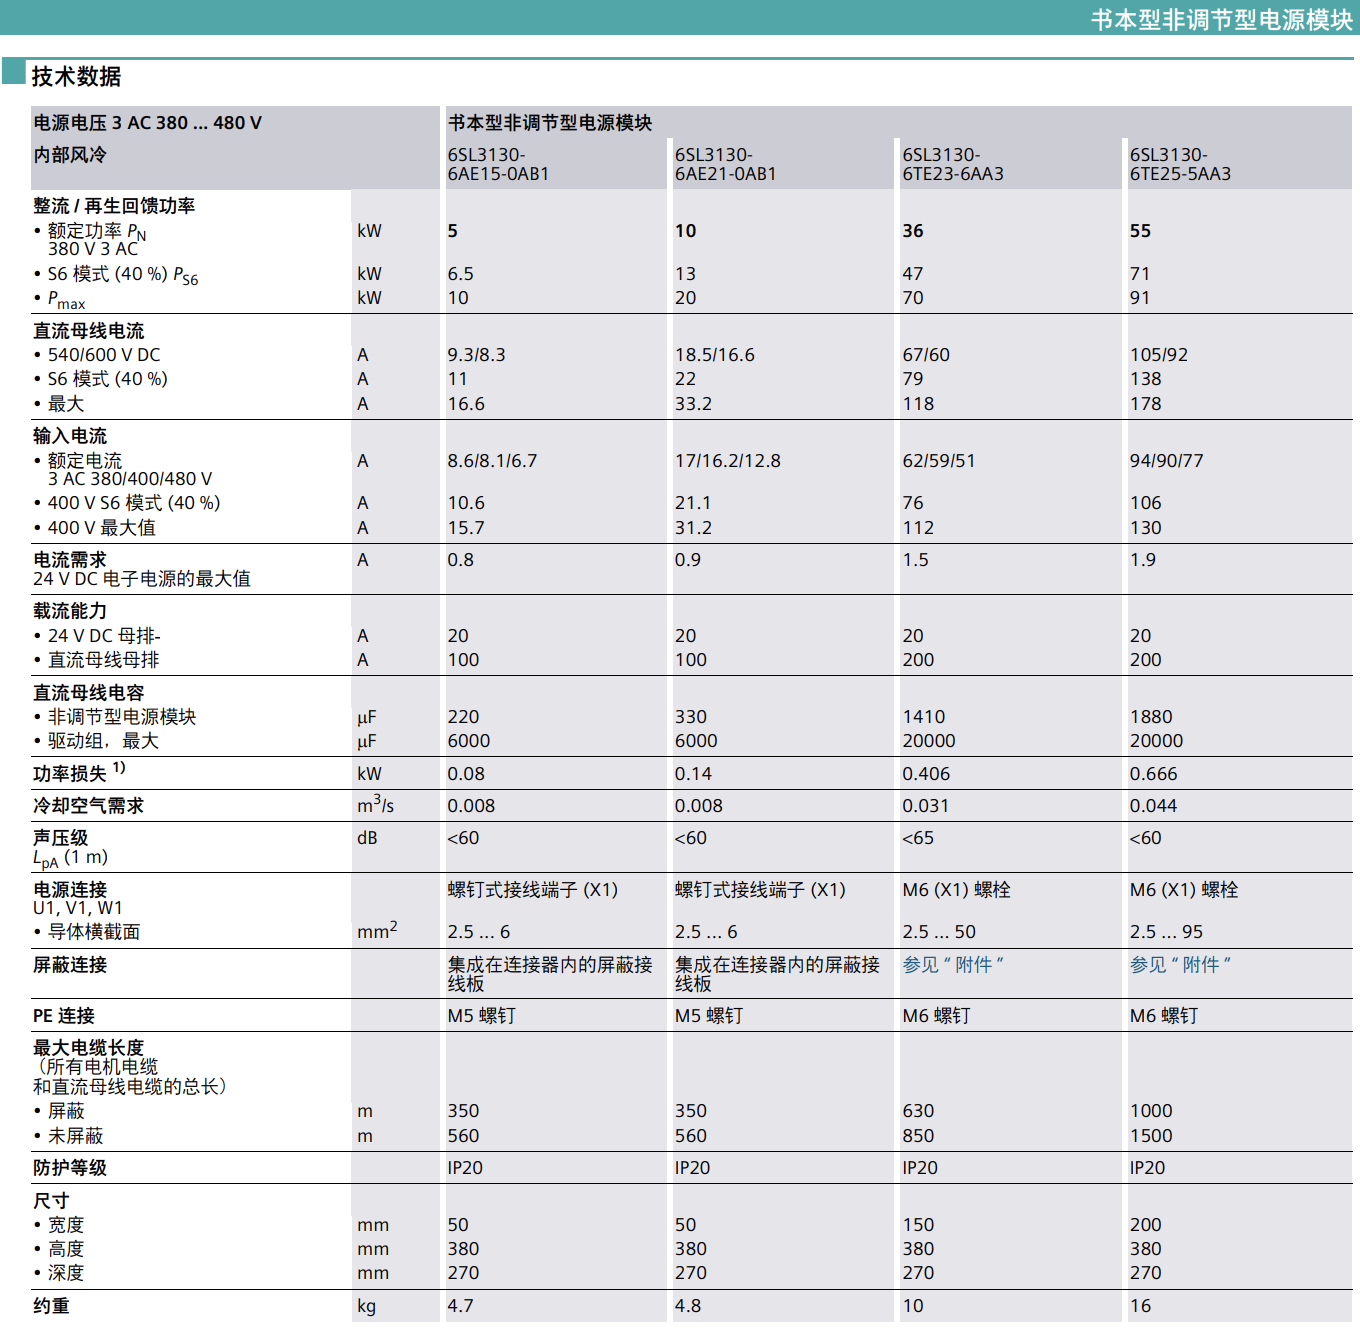 书本型非调节型电源模块
技术数据
电源电压 3 AC 380 ... 480 V 书本型非调节型电源模块
内部风冷 6SL3130- 6SL3130- 6SL3130- 6SL3130-
6AE15-0AB1 6AE21-0AB1 6TE23-6AA3 6TE25-5AA3
整流 / 再生回馈功率
• 额定功率 PN kW 5 10 36 55
380 V 3 AC
• S6 模式 (40 %) PS6 kW 6.5 13 47 71
• Pmax kW 10 20 70 91
直流母线电流
• 540/600 V DC A 9.3/8.3 18.5/16.6 67/60 105/92
• S6 模式 (40 %) A 11 22 79 138
• 最大 A 16.6 33.2 118 178
输入电流
• 额定电流 A 8.6/8.1/6.7 17/16.2/12.8 62/59/51 94/90/77
3 AC 380/400/480 V
• 400 V S6 模式 (40 %) A 10.6 21.1 76 106
• 400 V 最大值 A 15.7 31.2 112 130
电流需求 A 0.8 0.9 1.5 1.9
24 V DC 电子电源的最大值
载流能力
• 24 V DC 母排- A 20 20 20 20
• 直流母线母排 A 100 100 200 200
直流母线电容
• 非调节型电源模块 μF 220 330 1410 1880
• 驱动组，最大 μF 6000 6000 20000 20000
功率损失 1) kW 0.08 0.14 0.406 0.666
冷却空气需求 m3/s 0.008 0.008 0.031 0.044
声压级 dB <60 <60 <65 <60
LpA (1 m)
电源连接 螺钉式接线端子 (X1) 螺钉式接线端子 (X1) M6 (X1) 螺栓 M6 (X1) 螺栓
U1, V1, W1
• 导体横截面 mm2 2.5 ... 6 2.5 ... 6 2.5 ... 50 2.5 ... 95
屏蔽连接 集成在连接器内的屏蔽接 集成在连接器内的屏蔽接 参见 “ 附件 ” 参见 “ 附件 ”
线板 线板
PE 连接 M5 螺钉 M5 螺钉 M6 螺钉 M6 螺钉
最大电缆长度
（所有电机电缆
和直流母线电缆的总长）
• 屏蔽 m 350 350 630 1000
• 未屏蔽 m 560 560 850 1500
防护等级 IP20 IP20 IP20 IP20
尺寸
• 宽度 mm 50 50 150 200
• 高度 mm 380 380 380 380
• 深度 mm 270 270 270 270
约重 kg 4.7 4.8 10 16